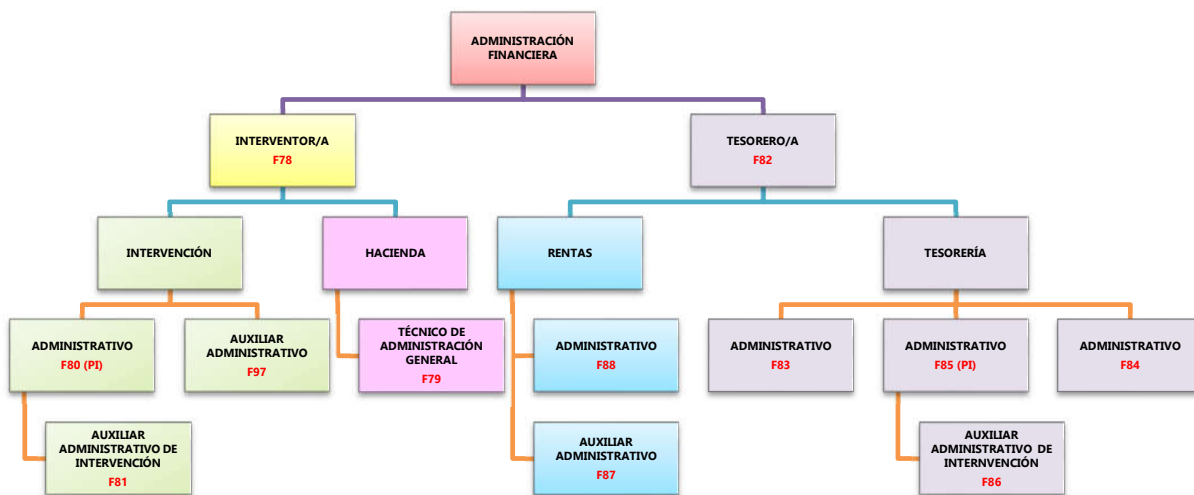 ADMINISTRACIÓN
FINANCIERA
INTERVENTOR/A
F78
TESORERO/A
F82
INTERVENCIÓN
HACIENDA
RENTAS
TESORERÍA
ADMINISTRATIVO
F80 (PI)
AUXILIAR
ADMINISTRATIVO
F97
TÉCNICO DE
ADMINISTRACIÓN
GENERAL
F79
ADMINISTRATIVO
F88
ADMINISTRATIVO
F83
ADMINISTRATIVO
F85 (PI)
ADMINISTRATIVO
F84
AUXILIAR
ADMINISTRATIVO DE
INTERVENCIÓN
F81
AUXILIAR
ADMINISTRATIVO
F87
AUXILIAR
ADMINISTRATIVO DE
INTERNVENCIÓN
F86